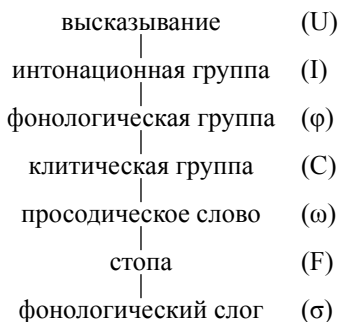 высказывание (U)
интонационная группа (I)
фонологическая группа (φ)
клитическая группа (C)
просодическое слово (ω)
стопа (F)
фонологический слог (σ)